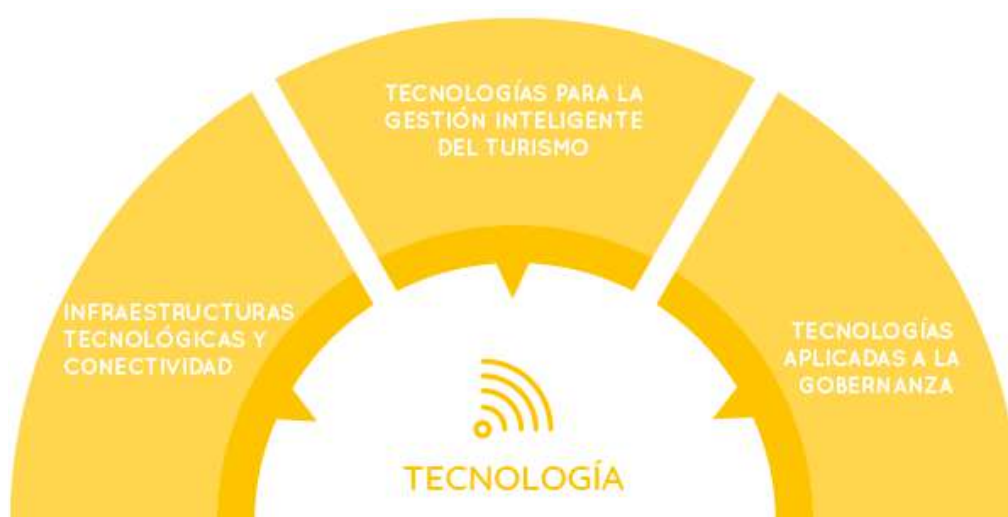 TECNOLOGÍAS PARA LA
GESTIÓN INTELIGENTE
DEL TURISMO
INFRAESTRUCTURAS
TECNOLÓGICAS Y
CONECTIVIDAD
TECNOLOGÍAS
APLICADAS A LA
GOBERNANZA
TECNOLOGÍA